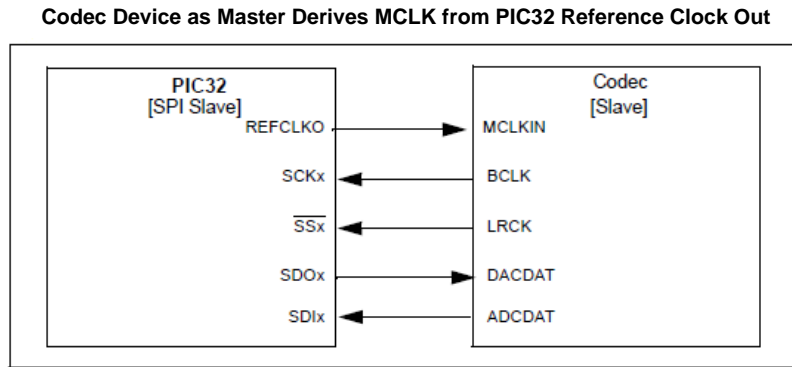 Codec Device as Master Derives MCLK from PIC32 Reference Clock Out
PIC32
[SPI Slave]
Codec
[Slave]
REFCLKO
MCLKIN
SCKx
BCLK
SSx
LRCK
SDOx
DACDAT
SDIx
ADCDAT